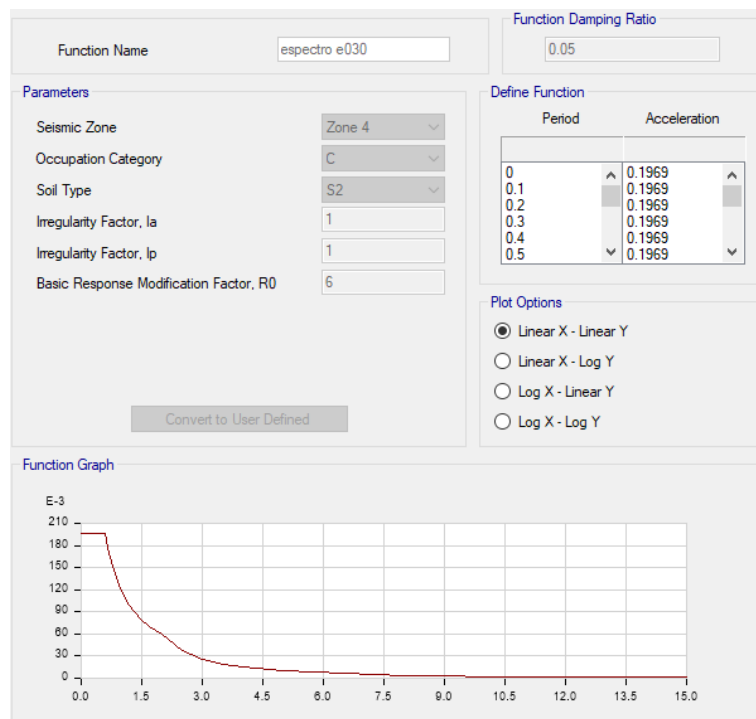 Function Name
espectro e030
Function Damping Ratio
0.05
Parameters
Seismic Zone
Zone 4
Occupation Category
C
Soil Type
S2
Irregularity Factor, Ia
1
Irregularity Factor, Ip
1
Basic Response Modification Factor, R0
6
Convert to User Defined
Define Function
Period Acceleration
0 0.1969
0.1 0.1969
0.2 0.1969
0.3 0.1969
0.4 0.1969
0.5 0.1969
Plot Options
Linear X - Linear Y
Linear X - Log Y
Log X - Linear Y
Log X - Log Y
Function Graph
E-3
210
180
150
120
90
60
30
0
0.0 1.5 3.0 4.5 6.0 7.5 9.0 10.5 12.0 13.5 15.0